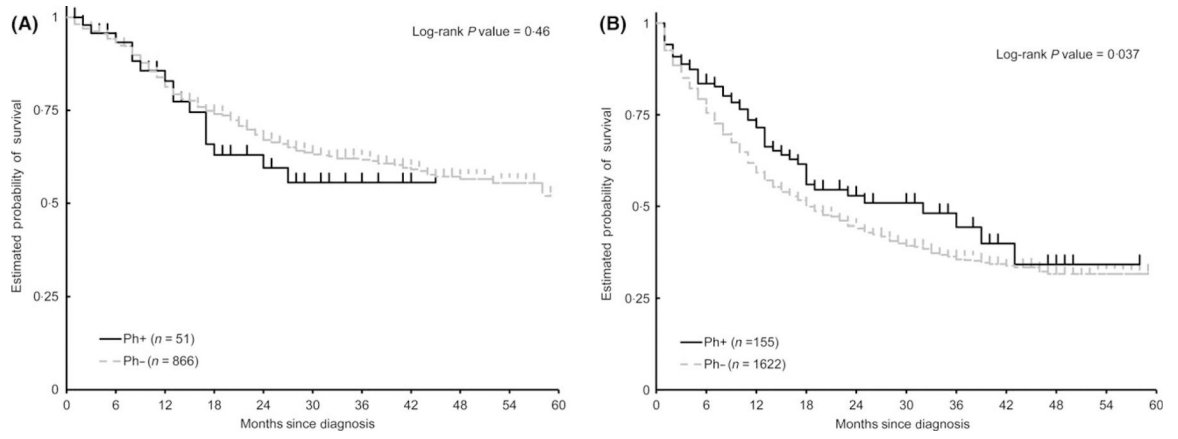 (A)
Log-rank P value = 0·46
Estimated probability of survival
1
0·75
0·5
0·25
0
Ph+ (n = 51)
Ph– (n = 866)
0 6 12 18 24 30 36 42 48 54 60
Months since diagnosis
(B)
Log-rank P value = 0·037
Estimated probability of survival
1
0·75
0·5
0·25
0
Ph+ (n =155)
Ph– (n = 1622)
0 6 12 18 24 30 36 42 48 54 60
Months since diagnosis